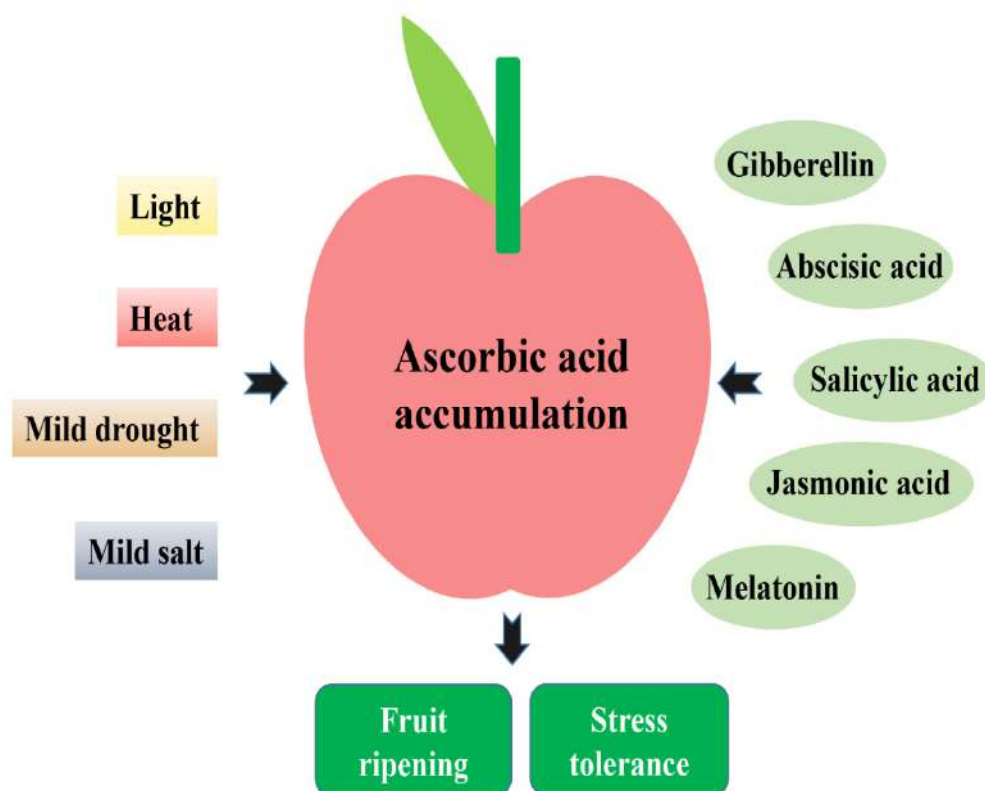 Light
Heat
Mild drought
Mild salt
Ascorbic acid
accumulation
Gibberellin
Abscisic acid
Salicylic acid
Jasmonic acid
Melatonin
Fruit
ripening
Stress
tolerance